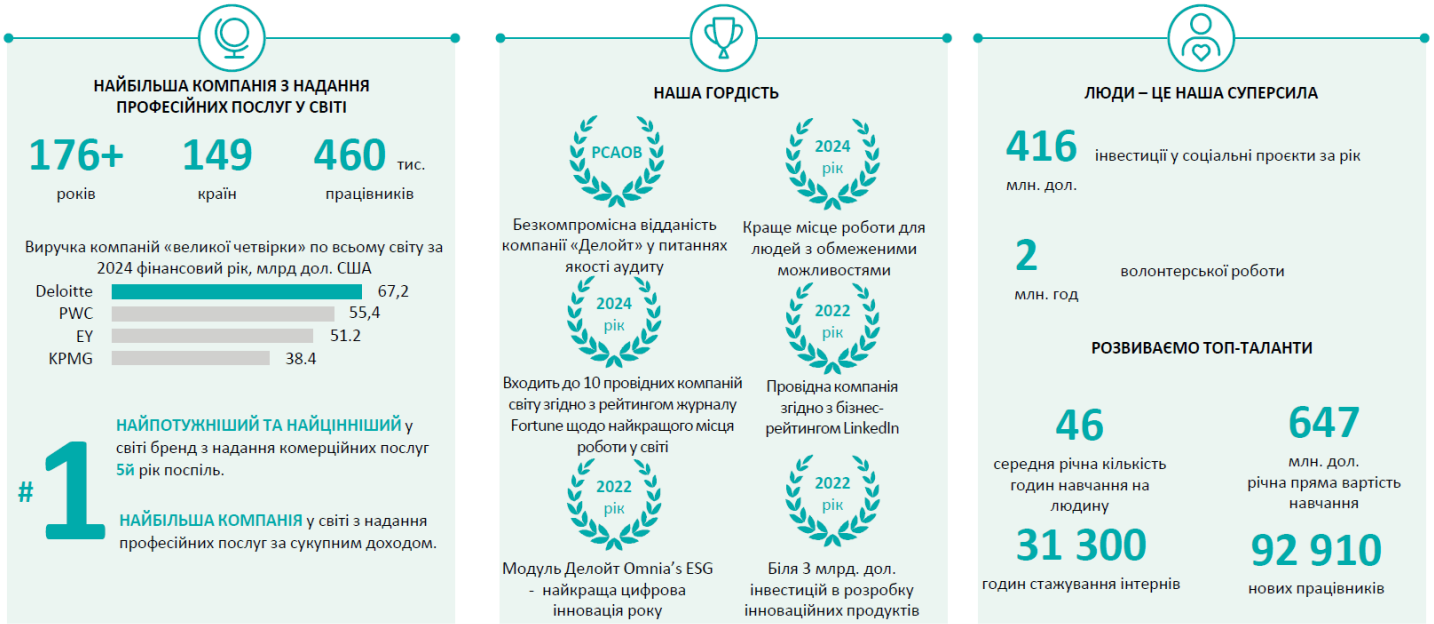 НАЙБІЛЬША КОМПАНІЯ З НАДАННЯ
ПРОФЕСІЙНИХ ПОСЛУГ У СВІТІ
176+
років
149
країн
460 тис.
працівників
Виручка компаній «великої четвірки» по всьому світу за
2024 фінансовий рік, млрд дол. США
Deloitte 67,2
PWC 55,4
EY 51.2
KPMG 38.4
#1
НАЙПОТУЖНІШИЙ ТА НАЙЦІННІШИЙ у
світі бренд з надання комерційних послуг
5й рік поспіль.
НАЙБІЛЬША КОМПАНІЯ у світі з надання
професійних послуг за сукупним доходом.
НАША ГОРДІСТЬ
PCAOB
Безкомпромісна відданість
компанії «Делойт» у питаннях
якості аудиту
2024
рік
Краще місце роботи для
людей з обмеженими
можливостями
2024
рік
Входить до 10 провідних компаній
світу згідно з рейтингом журналу
Fortune щодо найкращого місця
роботи у світі
2022
рік
Провідна компанія
згідно з бізнес-
рейтингом LinkedIn
2022
рік
Модуль Делойт Omnia’s ESG
- найкраща цифрова
інновація року
2022
рік
Біля 3 млрд. дол.
інвестицій в розробку
інноваційних продуктів
ЛЮДИ – ЦЕ НАША СУПЕРСИЛА
416 інвестиції у соціальні проєкти за рік
млн. дол.
2 волонтерської роботи
млн. год
РОЗВИВАЄМО ТОП-ТАЛАНТИ
46
середня річна кількість
годин навчання на
людину
647
млн. дол.
річна пряма вартість
навчання
31 300
годин стажування інтернів
92 910
нових працівників